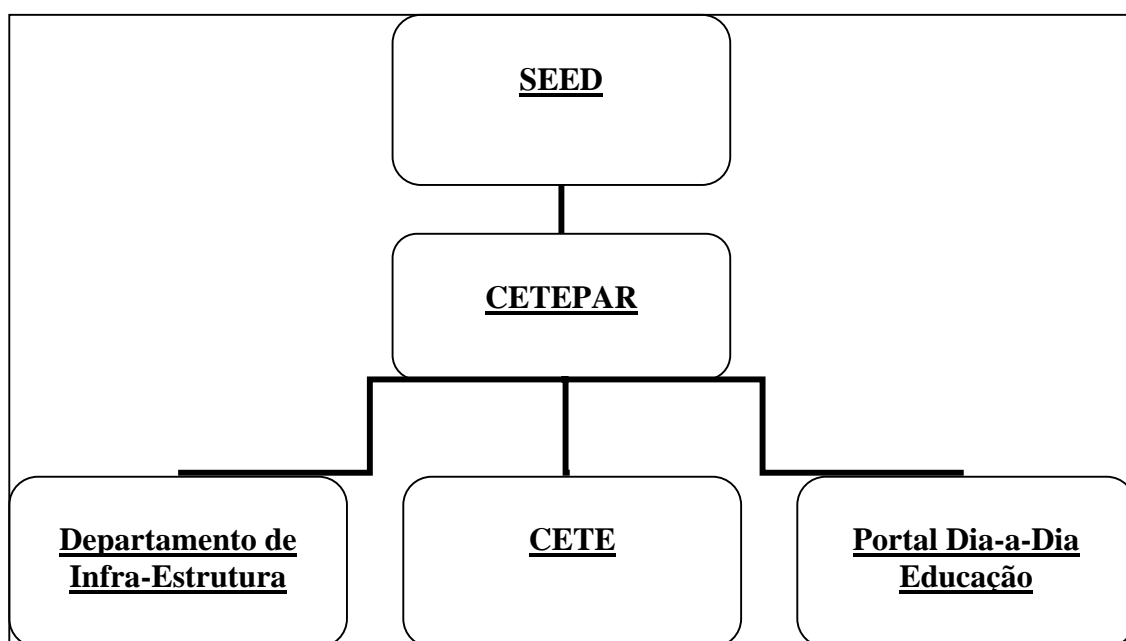 SEED
CETEPAR
Departamento de
Infra-Estrutura
CETE
Portal Dia-a-Dia
Educação